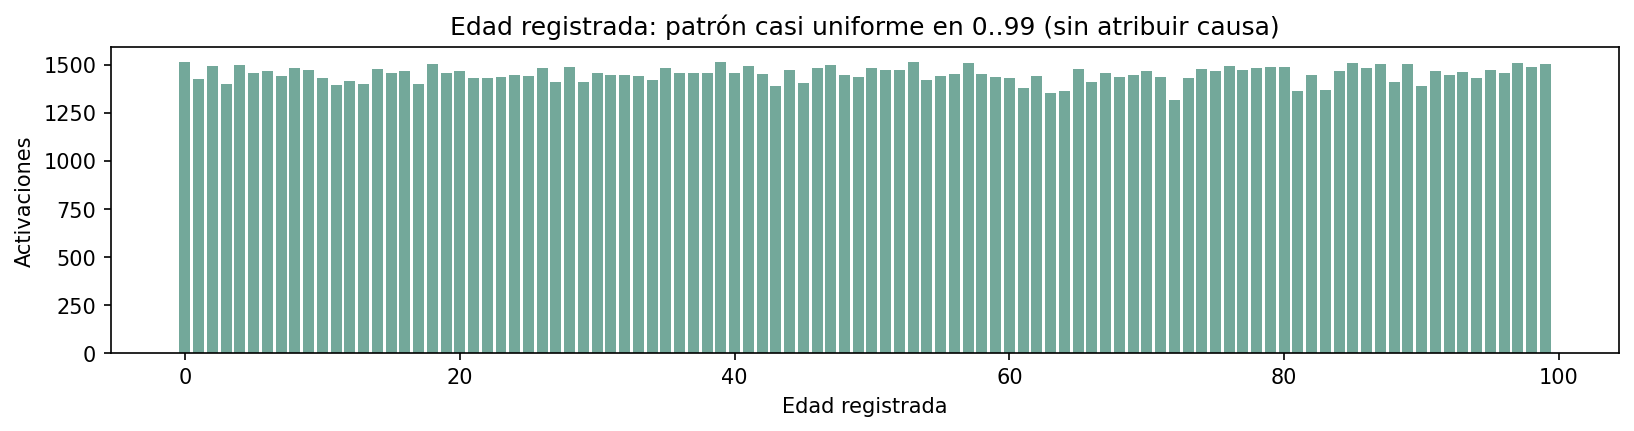 Edad registrada: patrón casi uniforme en 0..99 (sin atribuir causa)
1500
1250
1000
750
500
250
0
Activaciones
0 20 40 60 80 100
Edad registrada